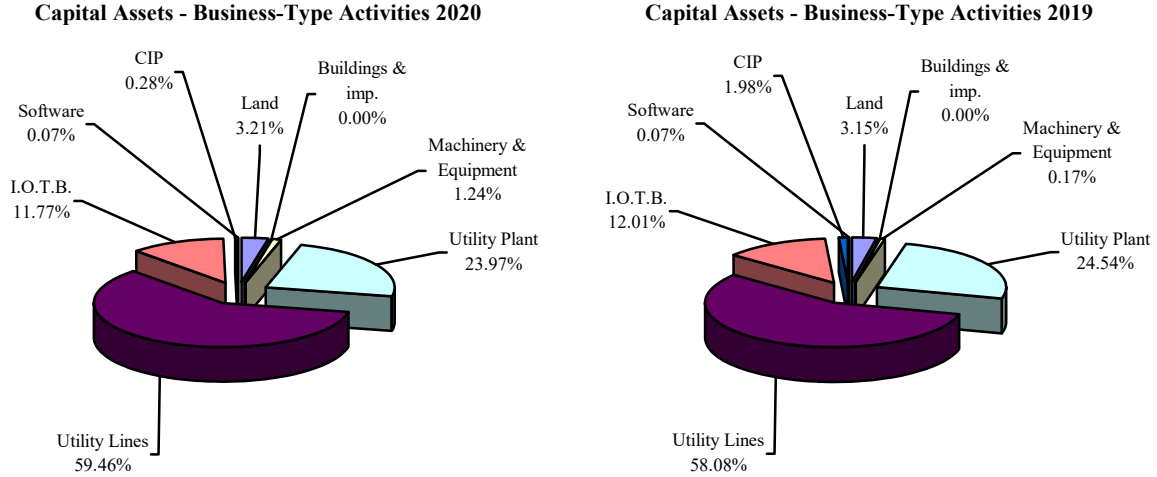 Capital Assets - Business-Type Activities 2020
CIP
0.28%
Buildings &
imp.
0.00%
Software
0.07%
Land
3.21%
Machinery &
Equipment
1.24%
I.O.T.B.
11.77%
Utility Plant
23.97%
Utility Lines
59.46%
Capital Assets - Business-Type Activities 2019
CIP
1.98%
Buildings &
imp.
0.00%
Software
0.07%
Land
3.15%
Machinery &
Equipment
0.17%
I.O.T.B.
12.01%
Utility Plant
24.54%
Utility Lines
58.08%